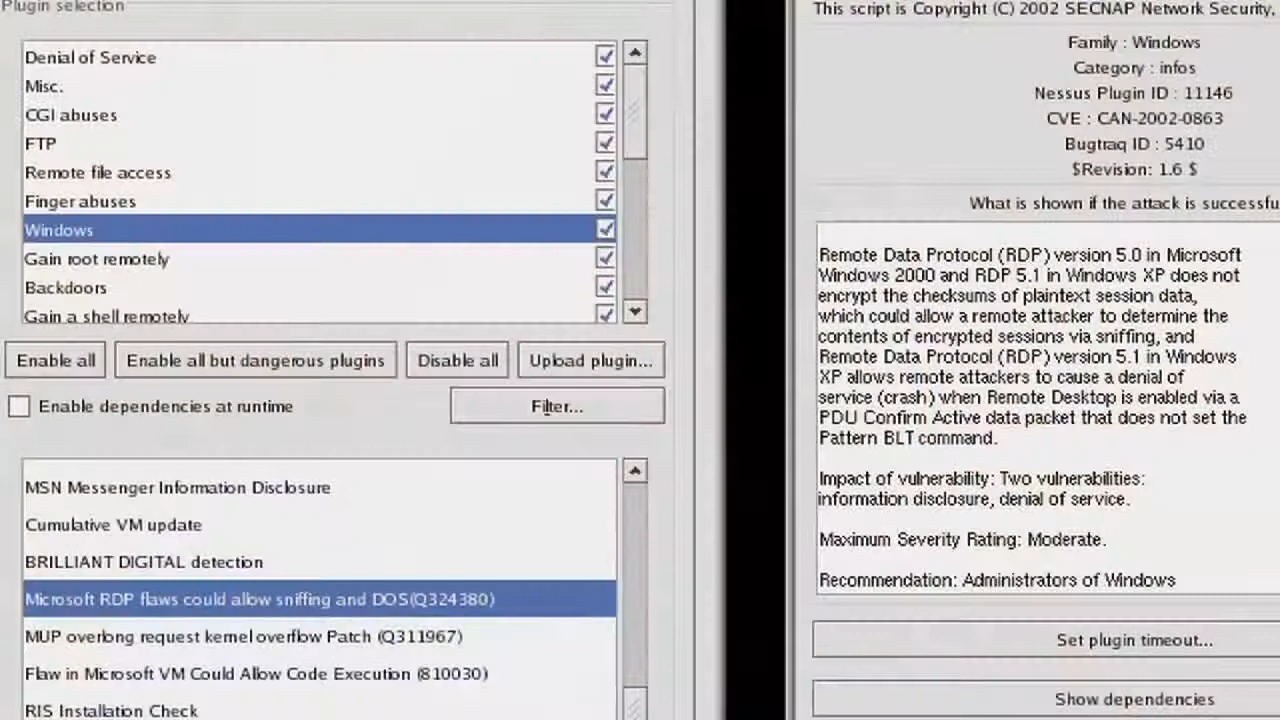 Plugin selection
Denial of Service
Misc.
CGI abuses
FTP
Remote file access
Finger abuses
Windows
Gain root remotely
Backdoors
Gain a shell remotely
Enable all
Enable all but dangerous plugins
Disable all
Upload plugin...
Enable dependencies at runtime
Filter...
MSN Messenger Information Disclosure
Cumulative VM update
BRILLIANT DIGITAL detection
Microsoft RDP flaws could allow sniffing and DOS(Q324380)
MUP overlong request kernel overflow Patch (Q311967)
Flaw in Microsoft VM Could Allow Code Execution (810030)
RIS Installation Check
This script is Copyright (C) 2002 SECNAP Network Security,
Family : Windows
Category : infos
Nessus Plugin ID : 11146
CVE : CAN-2002-0863
Bugtraq ID : 5410
$Revision: 1.6 $
What is shown if the attack is successfu
Remote Data Protocol (RDP) version 5.0 in Microsoft
Windows 2000 and RDP 5.1 in Windows XP does not
encrypt the checksums of plaintext session data,
which could allow a remote attacker to determine the
contents of encrypted sessions via sniffing, and
Remote Data Protocol (RDP) version 5.1 in Windows
XP allows remote attackers to cause a denial of
service (crash) when Remote Desktop is enabled via a
PDU Confirm Active data packet that does not set the
Pattern BLT command.
Impact of vulnerability: Two vulnerabilities:
information disclosure, denial of service.
Maximum Severity Rating: Moderate.
Recommendation: Administrators of Windows
Set plugin timeout...
Show dependencies